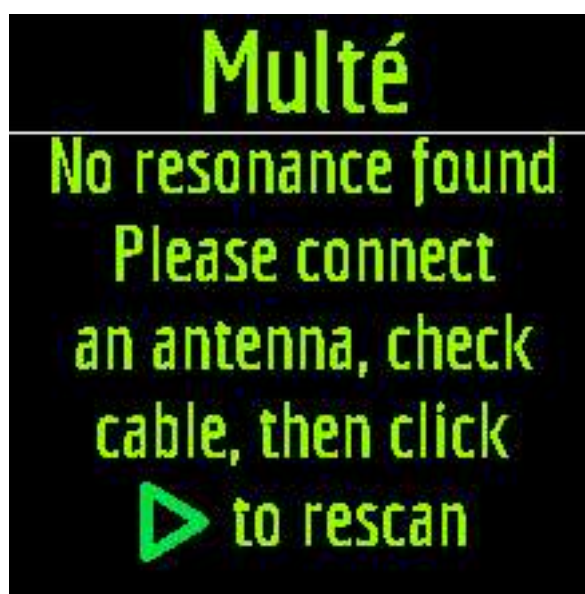 Multé
No resonance found
Please connect
an antenna, check
cable, then click
to rescan